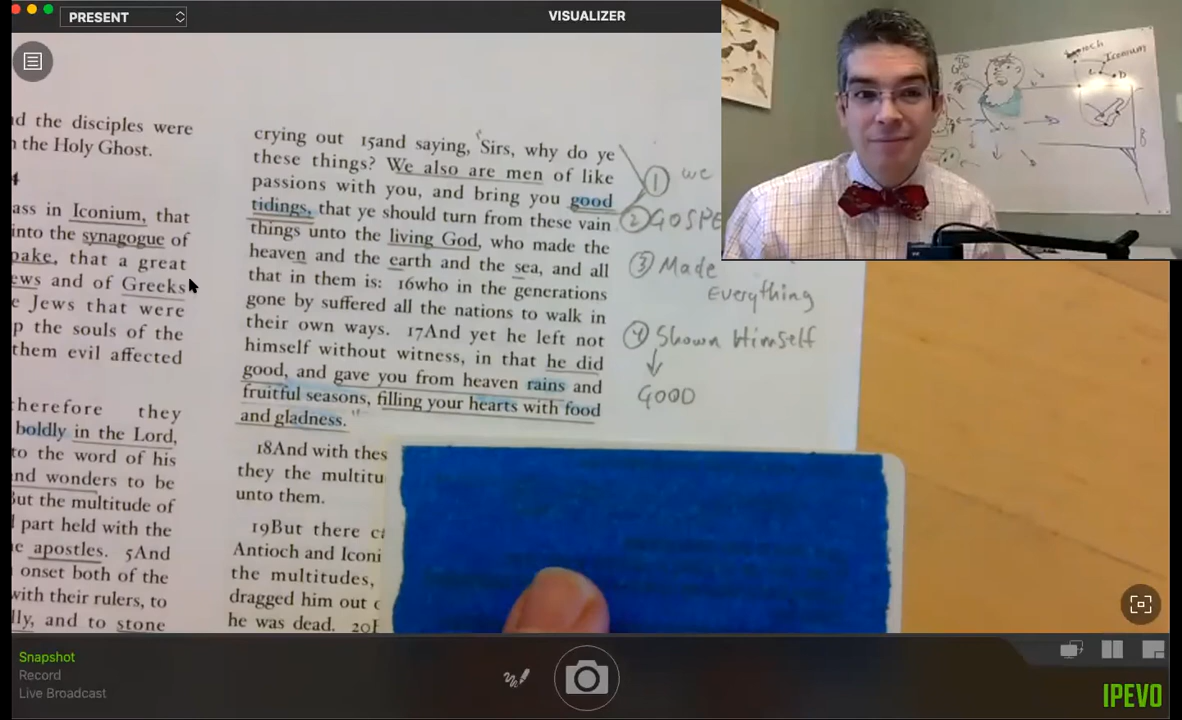 PRESENT
VISUALIZER
d the disciples were
the Holy Ghost.
4
ass in Iconium, that
into the synagogue of
pake, that a great
ews and of Greeks
e Jews that were
p the souls of the
them evil affected
herefore they
boldly in the Lord,
to the word of his
nd wonders to be
But the multitude of
part held with the
e apostles. 5And
onset both of the
with their rulers, to
lly, and to stone
crying out 15and saying, 'Sirs, why do ye
these things? We also are men of like
passions with you, and bring you good
tidings, that ye should turn from these vain
things unto the living God, who made the
heaven and the earth and the sea, and all
that in them is: 16who in the generations
gone by suffered all the nations to walk in
their own ways. 17And yet he left not
himself without witness, in that he did
good, and gave you from heaven rains and
fruitful seasons, filling your hearts with food
and gladness.
18And with thes
they the multitu
unto them.
19But there c
Antioch and Iconi
the multitudes,
dragged him out o
he was dead. 20
① we
② GOSPE
③ Made
Everything
④ Shown Himself
↓
GOOD
Iconium
Snapshot
Record
Live Broadcast
IPEVO